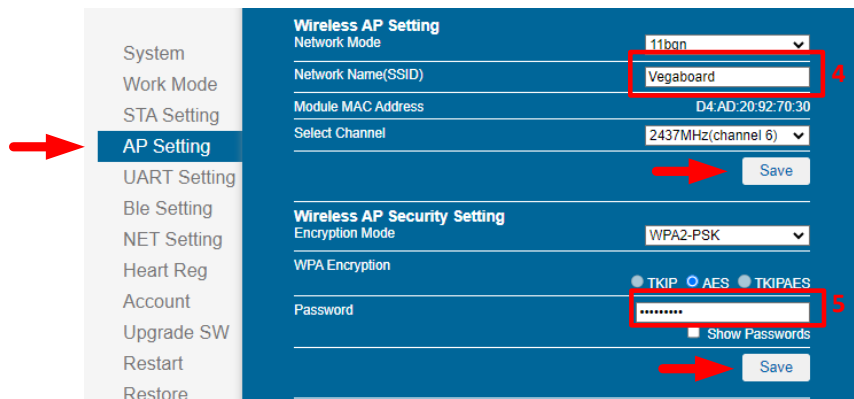 System
Work Mode
STA Setting
AP Setting
UART Setting
Ble Setting
NET Setting
Heart Reg
Account
Upgrade SW
Restart
Restore
Wireless AP Setting
Network Mode 11bgn
Network Name(SSID) Vegaboard 4
Module MAC Address D4:AD:20:92:70:30
Select Channel 2437MHz(channel 6)
Save
Wireless AP Security Setting
Encryption Mode WPA2-PSK
WPA Encryption
TKIP AES TKIPAES
Password ••••••••• 5
Show Passwords
Save